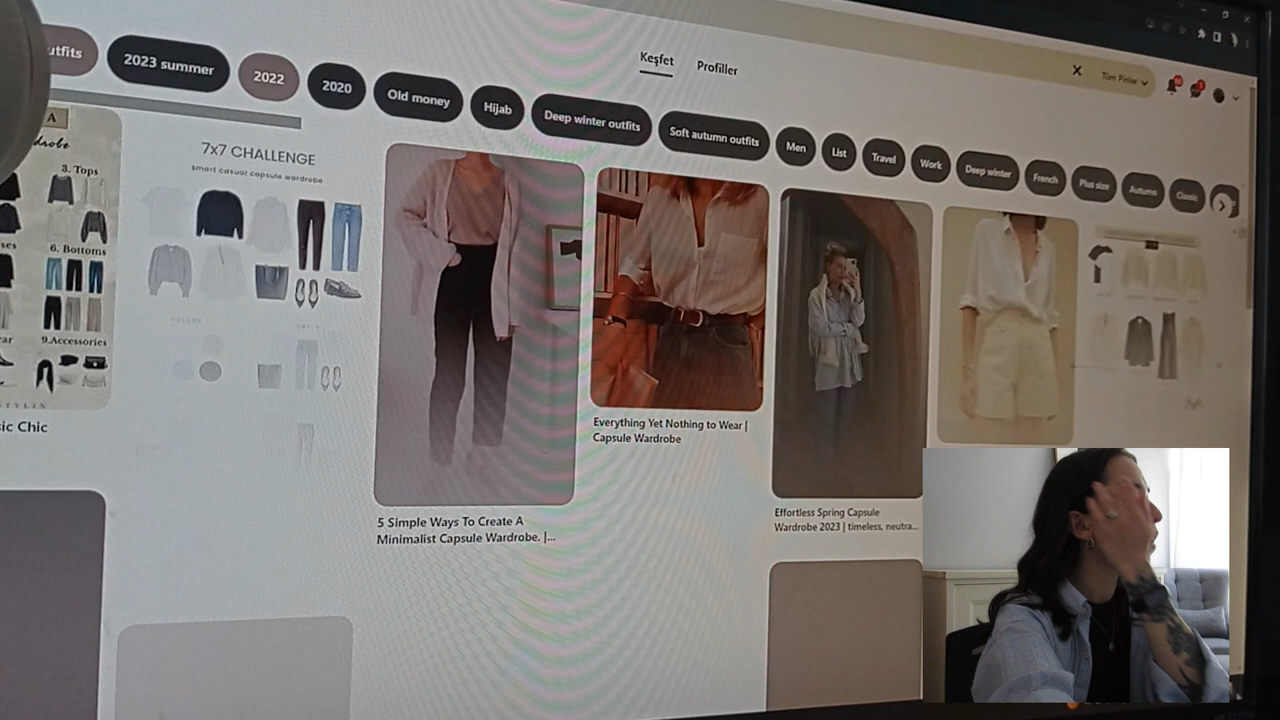 Keşfet
Profiller
Tüm Pinler
utfits
2023 summer
2022
2020
Old money
Hijab
Deep winter outfits
Soft autumn outfits
Men
List
Travel
Work
Deep winter
French
Plus size
Autumn
Classic
A
drobe
3. Tops
6. Bottoms
9.Accessories
ic Chic
7x7 CHALLENGE
smart casual capsule wardrobe
5 Simple Ways To Create A
Minimalist Capsule Wardrobe. |...
Everything Yet Nothing to Wear |
Capsule Wardrobe
Effortless Spring Capsule
Wardrobe 2023 | timeless, neutra...